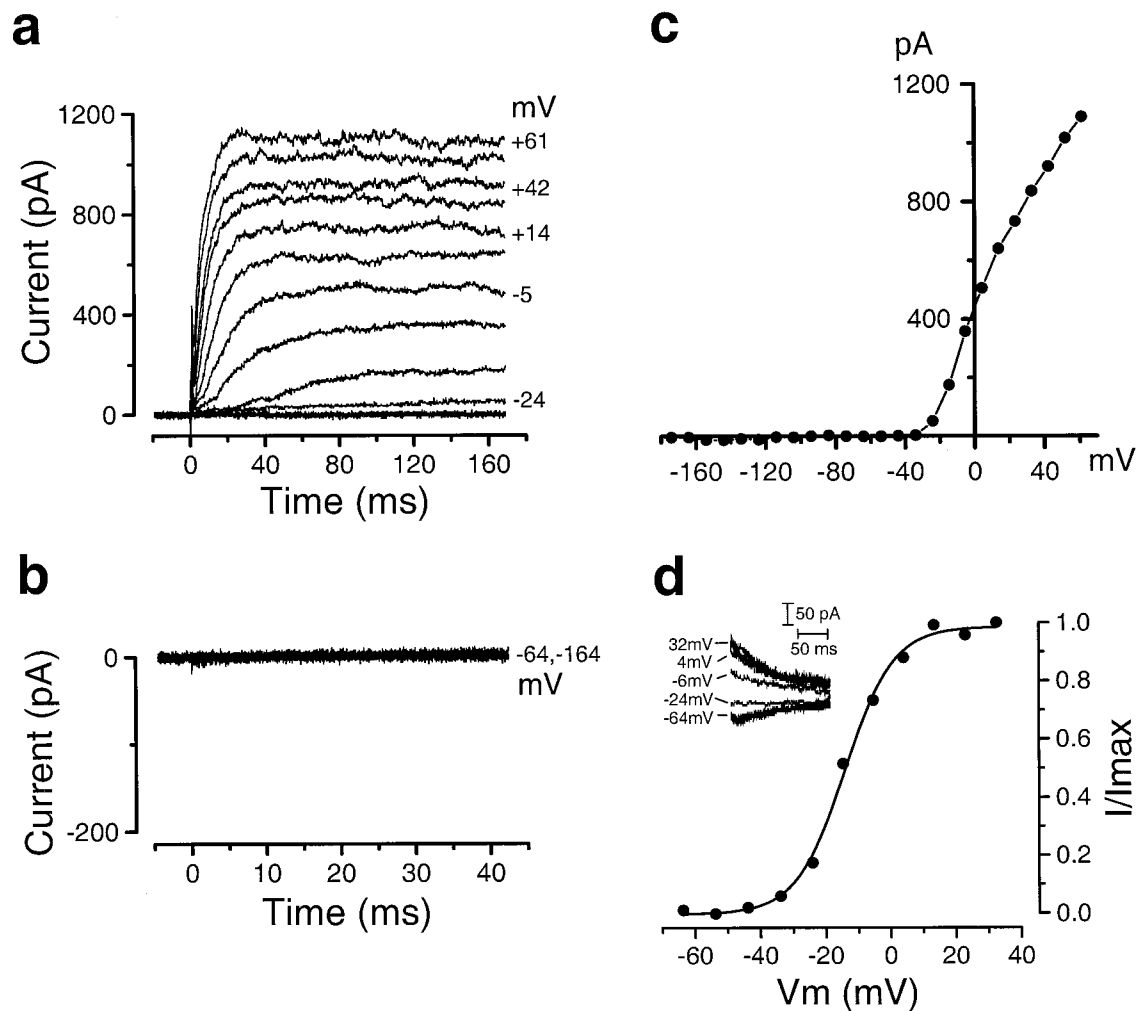 a
mV
1200
800
400
0
+61
+42
+14
-5
-24
Current (pA)
0 40 80 120 160
Time (ms)
b
0
-200
-64,-164
mV
Current (pA)
0 10 20 30 40
Time (ms)
c
pA
1200
800
400
-160 -120 -80 -40 0 40
mV
d
50 pA
50 ms
32mV
4mV
-6mV
-24mV
-64mV
1.0
0.8
0.6
0.4
0.2
0.0
I/Imax
-60 -40 -20 0 20 40
Vm (mV)